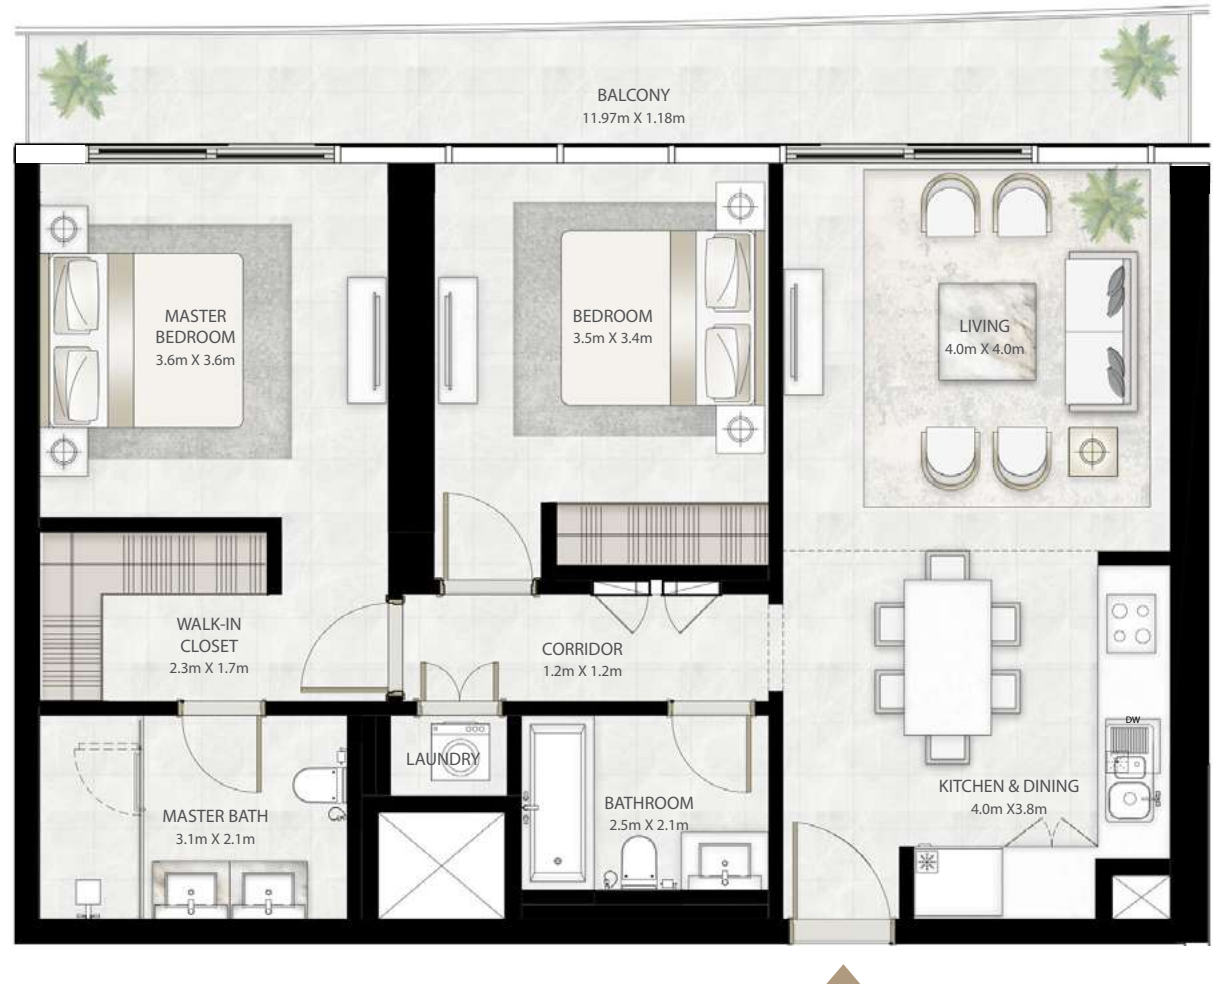 BALCONY
11.97m X 1.18m
MASTER
BEDROOM
3.6m X 3.6m
BEDROOM
3.5m X 3.4m
LIVING
4.0m X 4.0m
WALK-IN
CLOSET
2.3m X 1.7m
CORRIDOR
1.2m X 1.2m
DW
LAUNDRY
KITCHEN & DINING
4.0m X3.8m
MASTER BATH
3.1m X 2.1m
BATHROOM
2.5m X 2.1m